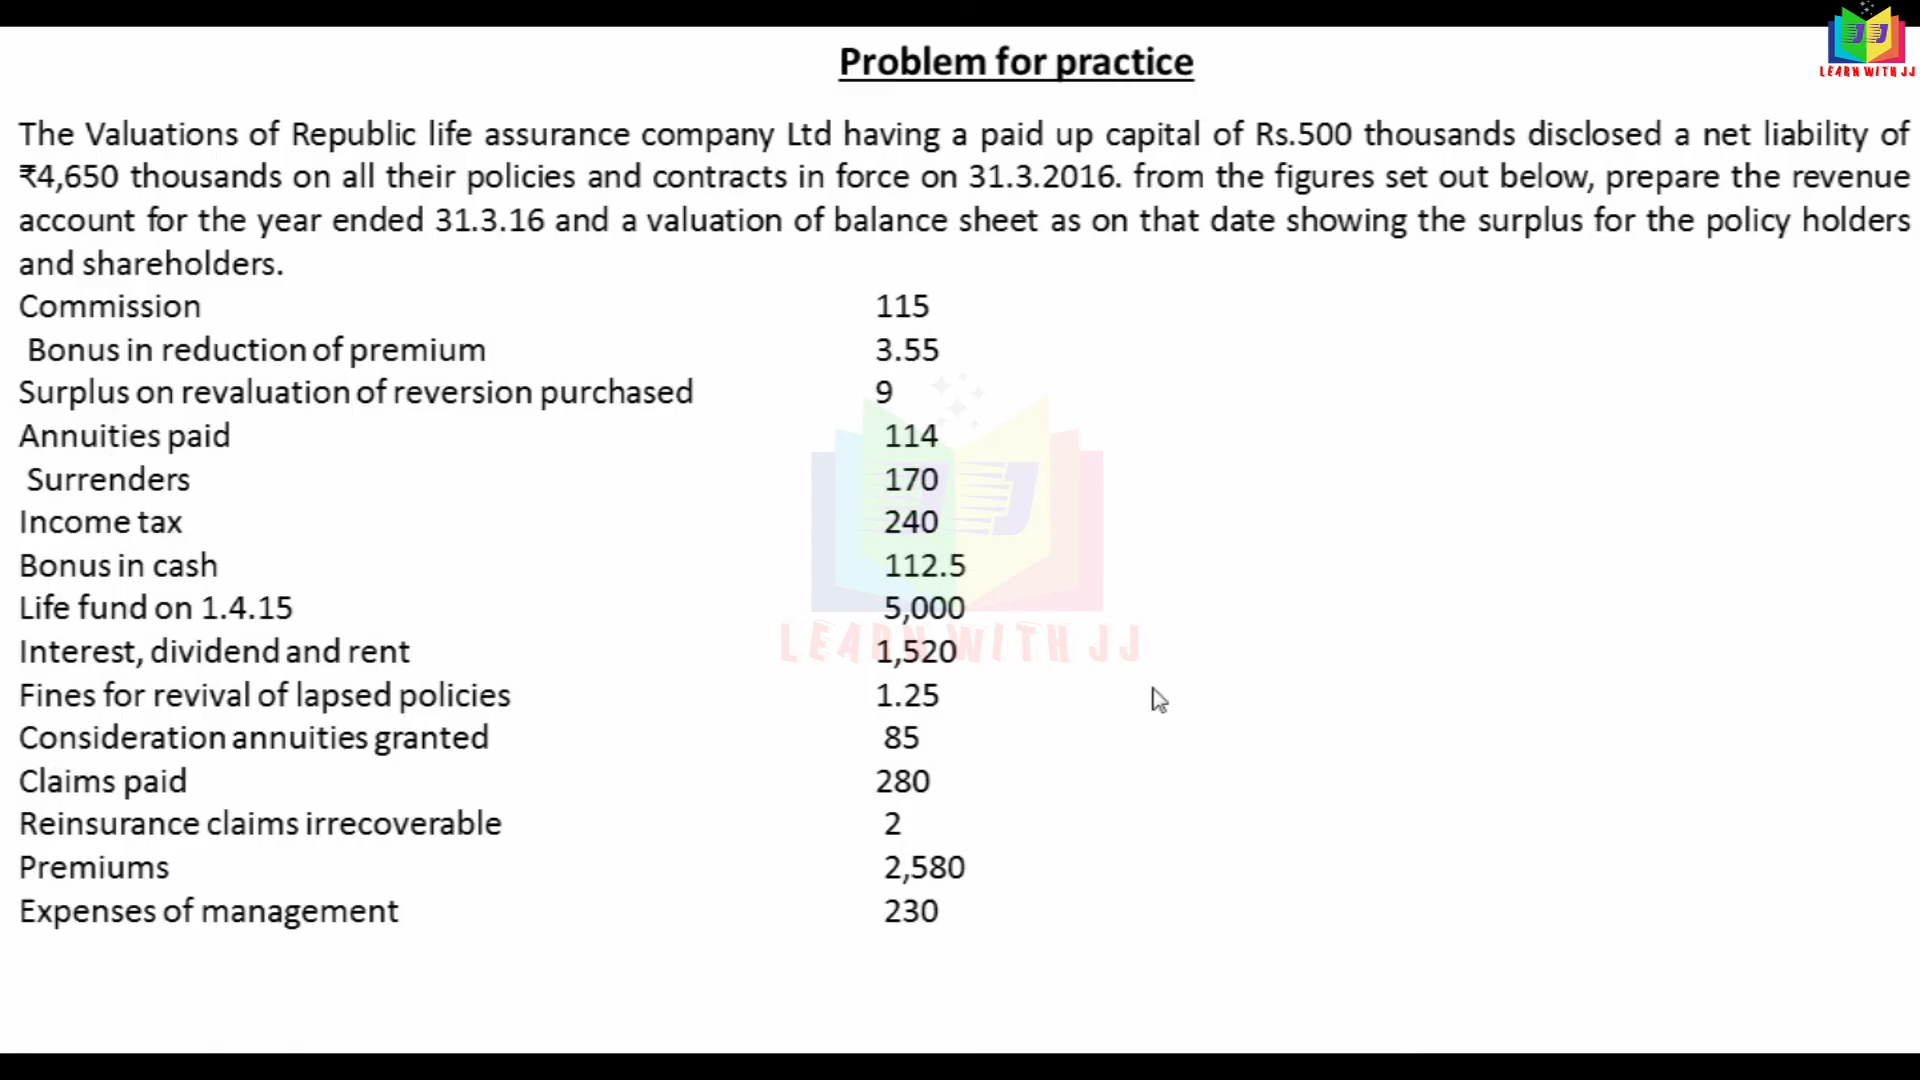 LEARN WITH JJ
Problem for practice
The Valuations of Republic life assurance company Ltd having a paid up capital of Rs.500 thousands disclosed a net liability of
₹4,650 thousands on all their policies and contracts in force on 31.3.2016. from the figures set out below, prepare the revenue
account for the year ended 31.3.16 and a valuation of balance sheet as on that date showing the surplus for the policy holders
and shareholders.
Commission 115
Bonus in reduction of premium 3.55
Surplus on revaluation of reversion purchased 9
Annuities paid 114
Surrenders 170
Income tax 240
Bonus in cash 112.5
Life fund on 1.4.15 5,000
Interest, dividend and rent 1,520
Fines for revival of lapsed policies 1.25
Consideration annuities granted 85
Claims paid 280
Reinsurance claims irrecoverable 2
Premiums 2,580
Expenses of management 230
JJ
LEARN WITH JJ